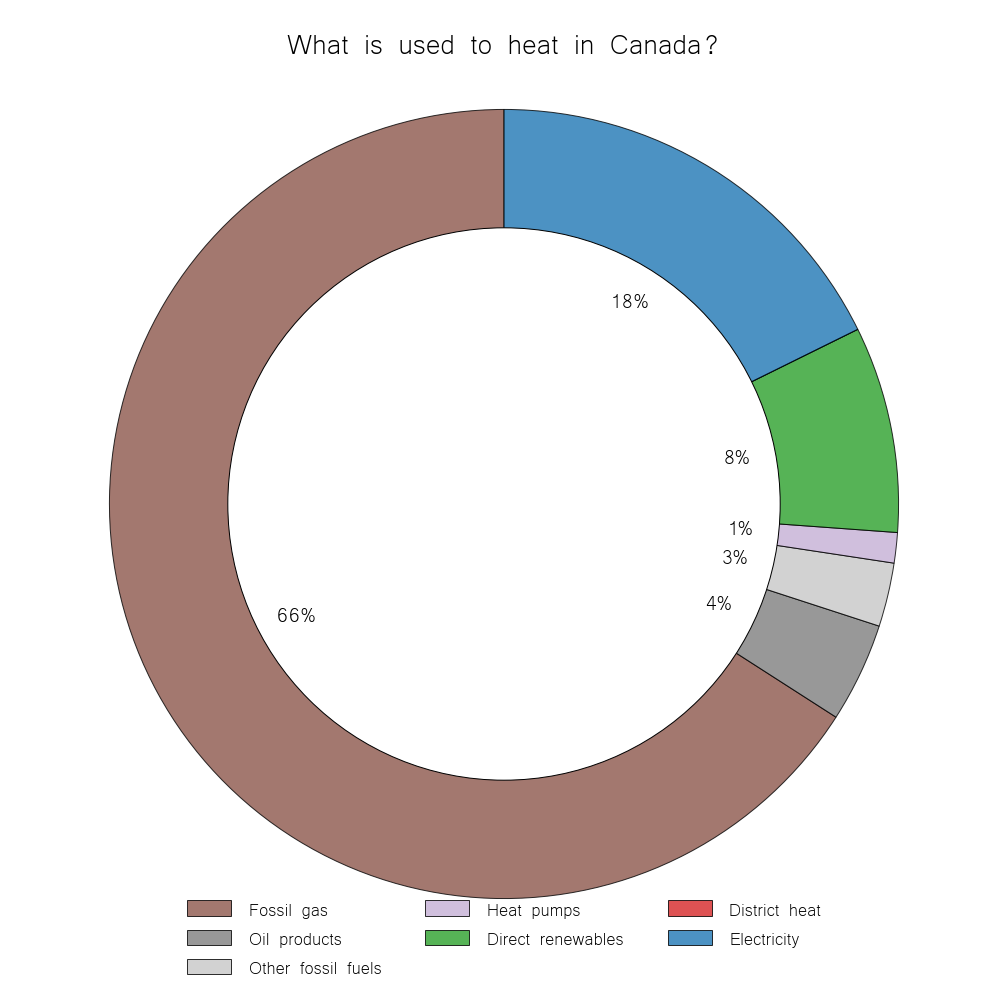 What is used to heat in Canada?
18%
8%
1%
3%
4%
66%
Fossil gas
Heat pumps
District heat
Oil products
Direct renewables
Electricity
Other fossil fuels